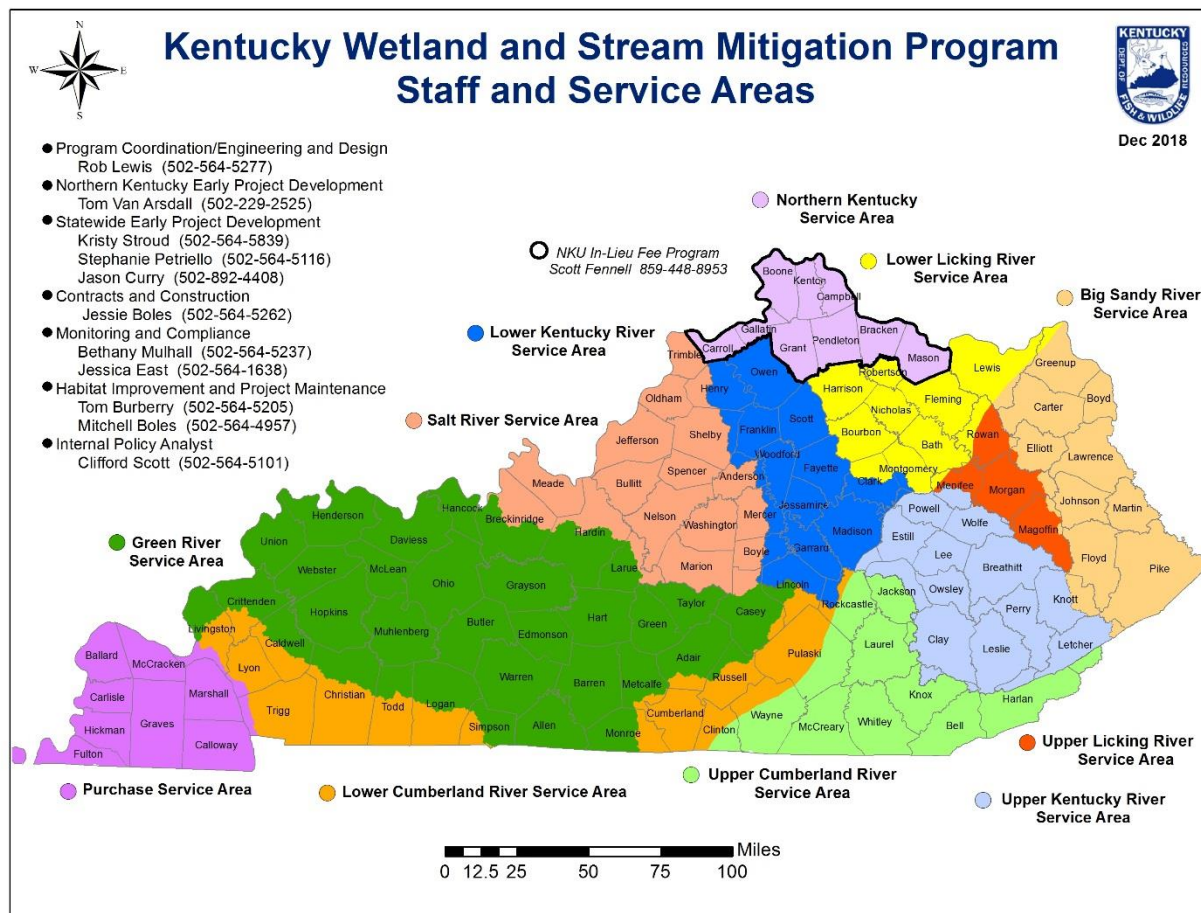 N
W
E
S
Kentucky Wetland and Stream Mitigation Program
Staff and Service Areas
KENTUCKY
DEPT. OF
RESOURCES
FISH & WILDLIFE
Dec 2018
Program Coordination/Engineering and Design
Rob Lewis (502-564-5277)
Northern Kentucky Early Project Development
Tom Van Arsdall (502-229-2525)
Statewide Early Project Development
Kristy Stroud (502-564-5839)
Stephanie Petriello (502-564-5116)
Jason Curry (502-892-4408)
Contracts and Construction
Jessie Boles (502-564-5262)
Monitoring and Compliance
Bethany Mulhall (502-564-5237)
Jessica East (502-564-1638)
Habitat Improvement and Project Maintenance
Tom Burberry (502-564-5205)
Mitchell Boles (502-564-4957)
Internal Policy Analyst
Clifford Scott (502-564-5101)
Northern Kentucky
Service Area
NKU In-Lieu Fee Program
Scott Fennell 859-448-8953
Lower Licking River
Service Area
Big Sandy River
Service Area
Lower Kentucky River
Service Area
Salt River Service Area
Green River
Service Area
Purchase Service Area
Lower Cumberland River Service Area
Upper Cumberland River
Service Area
Upper Licking River
Service Area
Upper Kentucky River
Service Area
Boone
Kenton
Campbell
Gallatin
Carroll
Grant
Pendleton
Bracken
Mason
Trimble
Henry
Owen
Harrison
Robertson
Lewis
Greenup
Oldham
Scott
Nicholas
Fleming
Carter
Boyd
Jefferson
Shelby
Franklin
Bourbon
Bath
Rowan
Elliott
Lawrence
Woodford
Fayette
Montgomery
Meade
Bullitt
Spencer
Anderson
Clark
Menifee
Morgan
Johnson
Martin
Breckinridge
Hardin
Nelson
Washington
Mercer
Jessamine
Madison
Powell
Wolfe
Magoffin
Floyd
Pike
Hancock
Henderson
Daviess
Union
Webster
McLean
Ohio
Grayson
Larue
Marion
Boyle
Garrard
Estill
Lee
Breathitt
Knott
Crittenden
Hopkins
Muhlenberg
Butler
Edmonson
Hart
Green
Taylor
Casey
Lincoln
Rockcastle
Jackson
Owsley
Perry
Letcher
Livingston
Caldwell
Lyon
Warren
Barren
Metcalfe
Adair
Russell
Pulaski
Laurel
Clay
Leslie
Ballard
McCracken
Marshall
Trigg
Christian
Todd
Logan
Simpson
Allen
Monroe
Cumberland
Clinton
Wayne
McCreary
Whitley
Knox
Bell
Harlan
Carlisle
Hickman
Graves
Calloway
Fulton
Miles
0 12.5 25 50 75 100